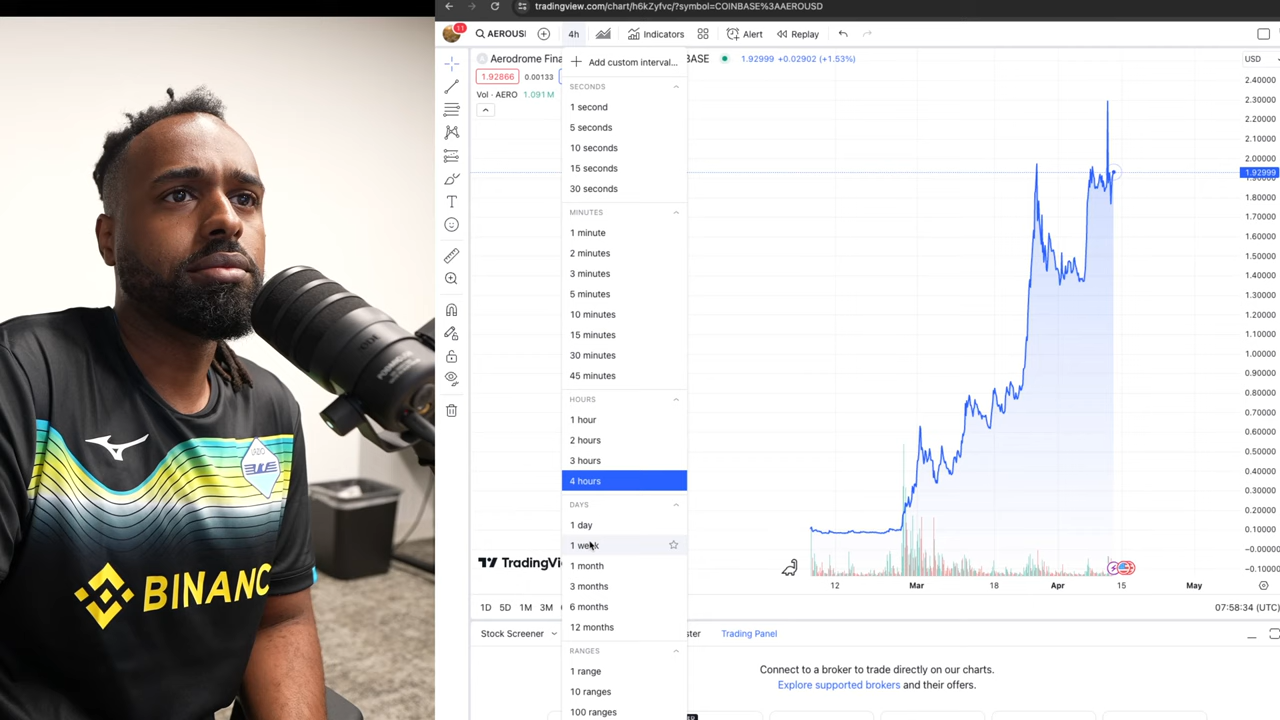 tradingview.com/chart/h6kZyfvc/?symbol=COINBASE%3AAEROUSD
11
AEROUSI
4h
Indicators
Alert
Replay
Aerodrome Fina
BASE
1.92999 +0.02902 (+1.53%)
USD
1.92866
0.00133
Vol · AERO 1.091M
Add custom interval...
SECONDS
1 second
5 seconds
10 seconds
15 seconds
30 seconds
MINUTES
1 minute
2 minutes
3 minutes
5 minutes
10 minutes
15 minutes
30 minutes
45 minutes
HOURS
1 hour
2 hours
3 hours
4 hours
DAYS
1 day
1 week
1 month
3 months
6 months
12 months
RANGES
1 range
10 ranges
100 ranges
2.40000
2.30000
2.20000
2.10000
2.00000
1.92999
1.80000
1.70000
1.60000
1.50000
1.40000
1.30000
1.20000
1.10000
1.00000
0.90000
0.80000
0.70000
0.60000
0.50000
0.40000
0.30000
0.20000
0.10000
−0.00000
−0.10000
TradingVi
12
Mar
18
Apr
15
May
1D 5D 1M 3M
07:58:34 (UTC)
Stock Screener
ster
Trading Panel
Connect to a broker to trade directly on our charts.
Explore supported brokers and their offers.
LAZIO
BINANC